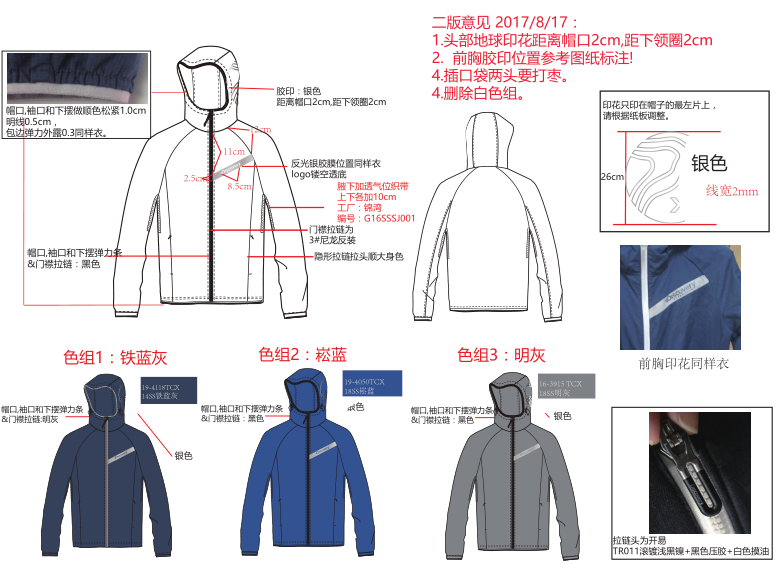 二版意见 2017/8/17：
1.头部地球印花距离帽口2cm,距下领圈2cm
2. 前胸胶印位置参考图纸标注!
4.插口袋两头要打枣。
4.删除白色组。
帽口,袖口和下摆做顺色松紧1.0cm
明线0.5cm，
包边弹力外露0.3同样衣。
胶印：银色
距离帽口2cm,距下领圈2cm
12cm
11cm
2.5cm
8.5cm
反光银胶膜位置同样衣
logo镂空透底
腋下加透气位织带
上下各加10cm
工厂：锦湾
编号：G16SSSJ001
门襟拉链为
3#尼龙反装
帽口,袖口和下摆弹力条
&门襟拉链：黑色
隐形拉链拉头顺大身色
印花只印在帽子的最左片上，
请根据纸板调整。
26cm
银色
线宽2mm
前胸印花同样衣
色组1：铁蓝灰
19-4118TCX
14SS铁蓝灰
帽口,袖口和下摆弹力条
&门襟拉链:明灰
银色
色组2：崧蓝
19-4050TCX
18SS崧蓝
帽口,袖口和下摆弹力条
&门襟拉链：黑色
色
色组3：明灰
16-3915 TCX
18SS明灰
帽口,袖口和下摆弹力条
&门襟拉链：黑色
银色
拉链头为开易
TR011滚镀浅黑镍+黑色压胶+白色摸油